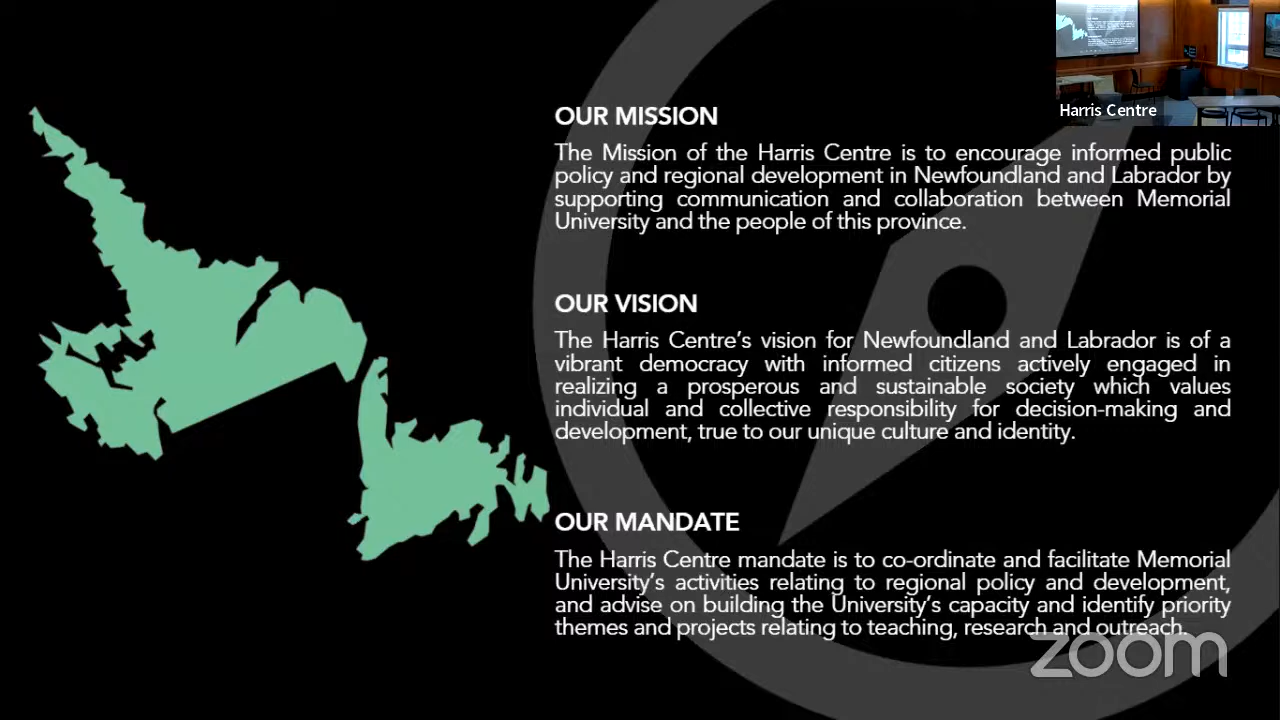 Harris Centre
OUR MISSION
The Mission of the Harris Centre is to encourage informed public
policy and regional development in Newfoundland and Labrador by
supporting communication and collaboration between Memorial
University and the people of this province.
OUR VISION
The Harris Centre's vision for Newfoundland and Labrador is of a
vibrant democracy with informed citizens actively engaged in
realizing a prosperous and sustainable society which values
individual and collective responsibility for decision-making and
development, true to our unique culture and identity.
OUR MANDATE
The Harris Centre mandate is to co-ordinate and facilitate Memorial
University's activities relating to regional policy and development,
and advise on building the University's capacity and identify priority
themes and projects relating to teaching, research and outreach.
zoom